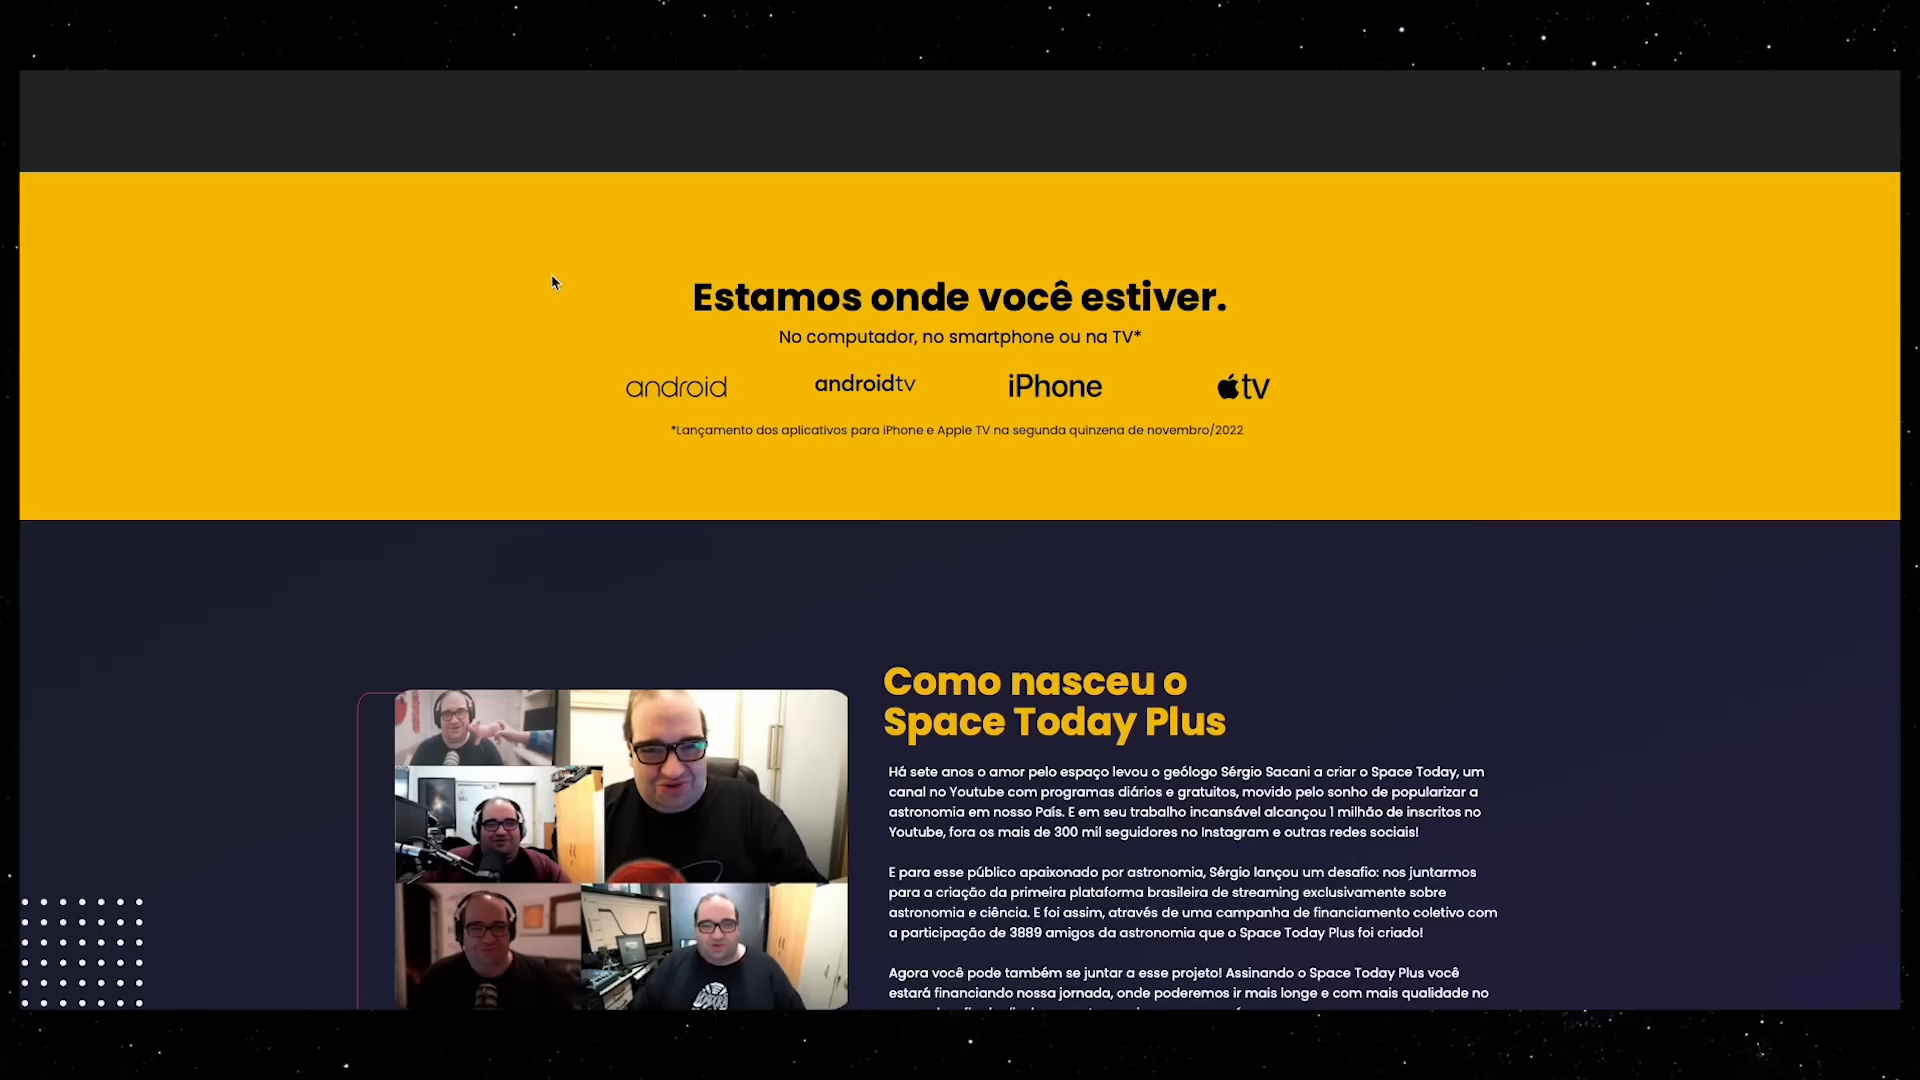 Estamos onde você estiver.
No computador, no smartphone ou na TV*
android androidtv iPhone tv
*Lançamento dos aplicativos para iPhone e Apple TV na segunda quinzena de novembro/2022
Como nasceu o
Space Today Plus
Há sete anos o amor pelo espaço levou o geólogo Sérgio Sacani a criar o Space Today, um
canal no Youtube com programas diários e gratuitos, movido pelo sonho de popularizar a
astronomia em nosso País. E em seu trabalho incansável alcançou 1 milhão de inscritos no
Youtube, fora os mais de 300 mil seguidores no Instagram e outras redes sociais!
E para esse público apaixonado por astronomia, Sérgio lançou um desafio: nos juntarmos
para a criação da primeira plataforma brasileira de streaming exclusivamente sobre
astronomia e ciência. E foi assim, através de uma campanha de financiamento coletivo com
a participação de 3889 amigos da astronomia que o Space Today Plus foi criado!
Agora você pode também se juntar a esse projeto! Assinando o Space Today Plus você
estará financiando nossa jornada, onde poderemos ir mais longe e com mais qualidade no